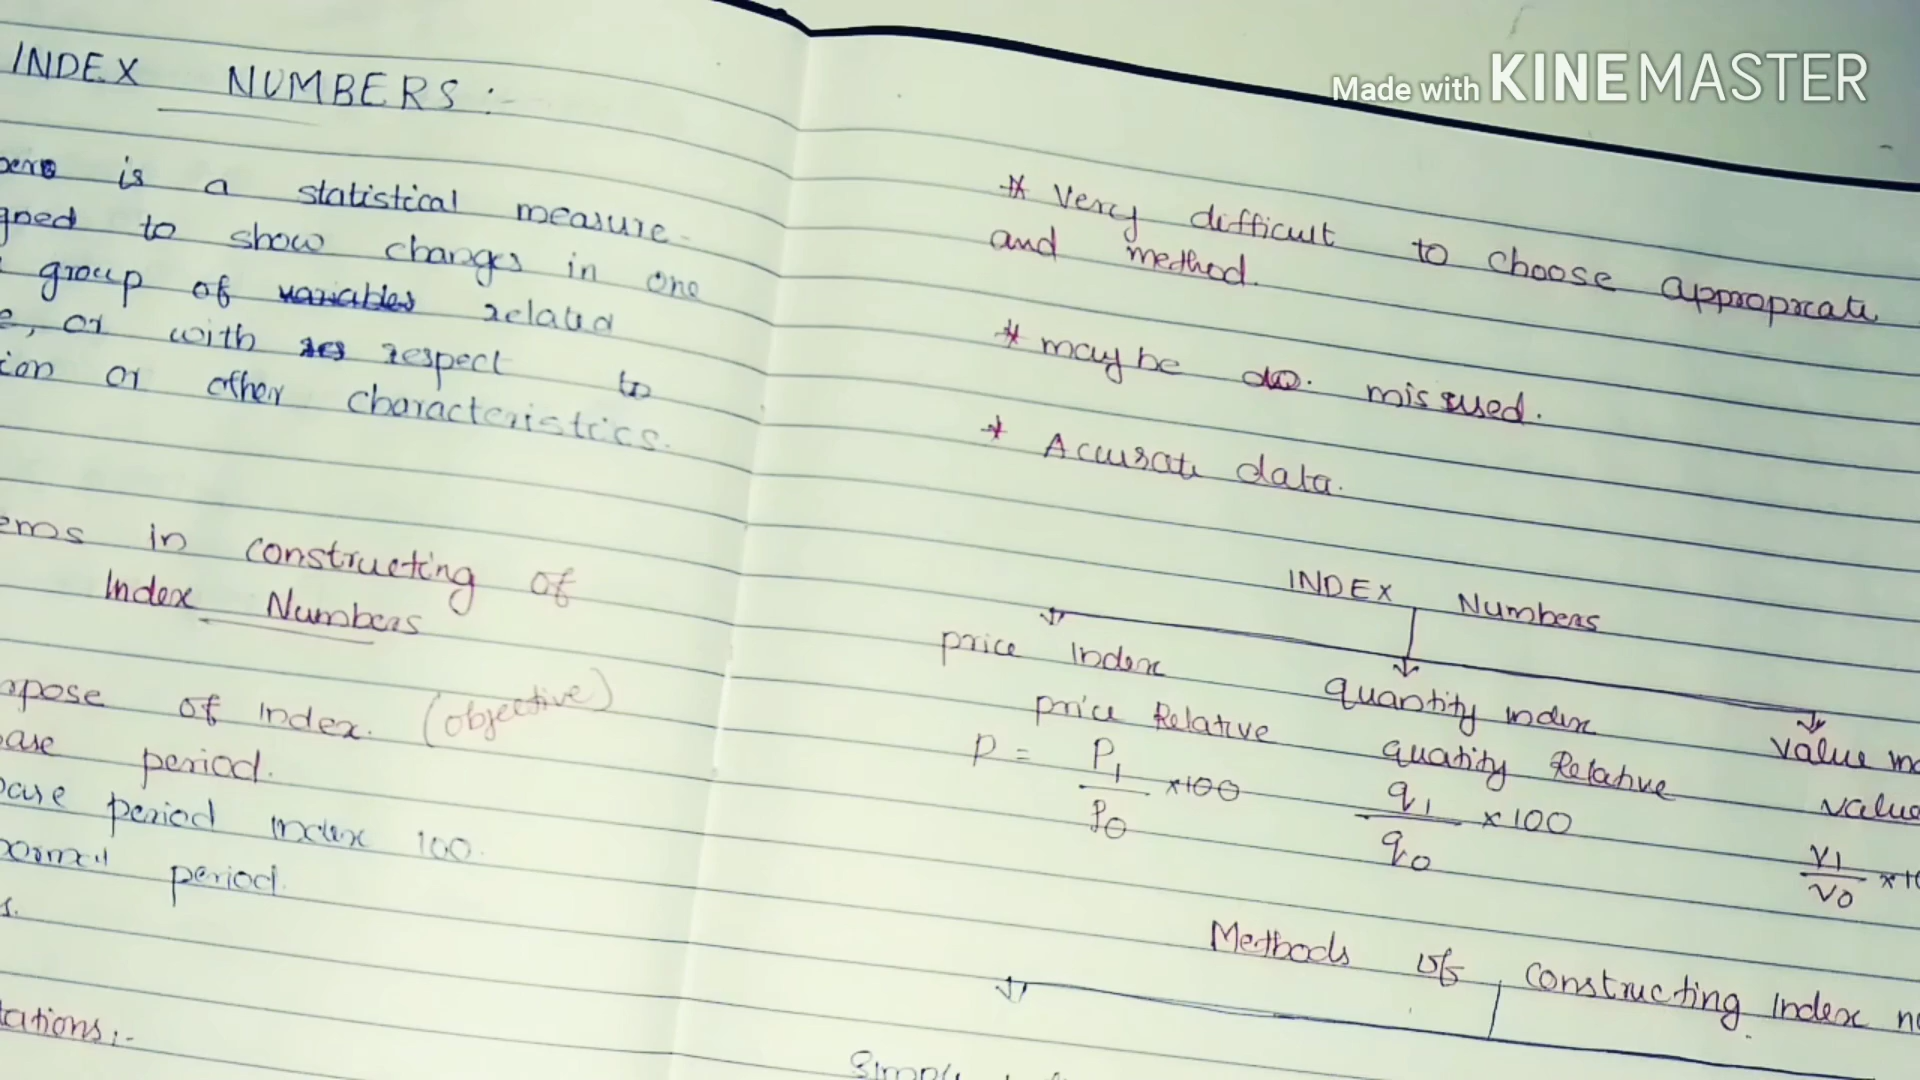 INDEX NUMBERS :-
is a statistical measure
to show changes in one
group of variables related
or with respect to
or other characteristics.
in constructing of
Index Numbers
of index. (objective)
period.
period index 100.
period.
Made with KINEMASTER
* Very difficult to choose
and method.
* may be misused.
* Accurate data.
INDEX Numbers
price Index quantity index value
price Relative quatity Relative
P = P1/P0 ×100 q1/q0 ×100 V1/V0
Methods of constructing Index